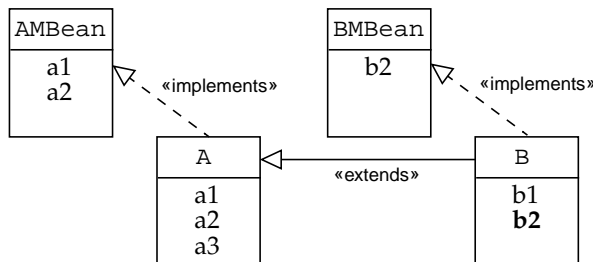 AMBean
a1
a2
BMBean
b2
«implements»
«implements»
A
a1
a2
a3
«extends»
B
b1
b2